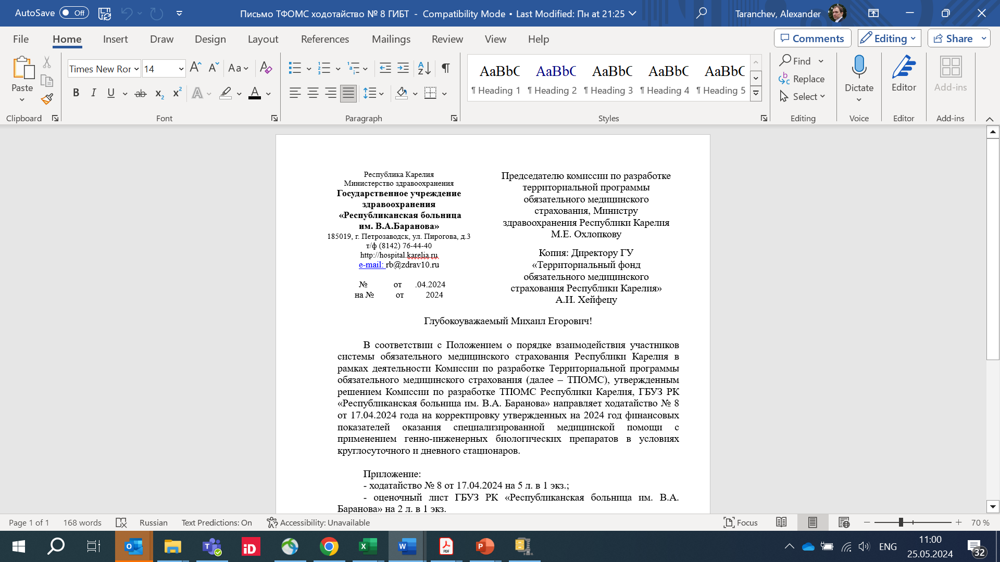 AutoSave Off Письмо ТФОМС ходотайство № 8 ГИБТ - Compatibility Mode • Last Modified: Пн at 21:25 Taranchev, Alexander
File Home Insert Draw Design Layout References Mailings Review View Help Comments Editing Share
Paste
Times New Ror 14 Aa
B I U ab x₂ x² A A
AaBbC AaBbC AaBbC AaBbC AaBbC
¶ Heading 1 ¶ Heading 2 ¶ Heading 3 ¶ Heading 4 ¶ Heading 5
Find
Replace
Select
Dictate
Editor
Add-ins
Clipboard Font Paragraph Styles Editing Voice Editor Add-ins
Республика Карелия
Министерство здравоохранения
Государственное учреждение
здравоохранения
«Республиканская больница
им. В.А.Баранова»
185019, г. Петрозаводск, ул. Пирогова, д.3
т/ф (8142) 76-44-40
http://hospital.karelia.ru
e-mail: rb@zdrav10.ru
№ от .04.2024
на № от 2024
Председателю комиссии по разработке
территориальной программы
обязательного медицинского
страхования, Министру
здравоохранения Республики Карелия
М.Е. Охлопкову
Копия: Директору ГУ
«Территориальный фонд
обязательного медицинского
страхования Республики Карелия»
А.И. Хейфецу
Глубокоуважаемый Михаил Егорович!
В соответствии с Положением о порядке взаимодействия участников
системы обязательного медицинского страхования Республики Карелия в
рамках деятельности Комиссии по разработке Территориальной программы
обязательного медицинского страхования (далее – ТПОМС), утвержденным
решением Комиссии по разработке ТПОМС Республики Карелия, ГБУЗ РК
«Республиканская больница им. В.А. Баранова» направляет ходатайство № 8
от 17.04.2024 года на корректировку утвержденных на 2024 год финансовых
показателей оказания специализированной медицинской помощи с
применением генно-инженерных биологических препаратов в условиях
круглосуточного и дневного стационаров.
Приложение:
- ходатайство № 8 от 17.04.2024 на 5 л. в 1 экз.;
- оценочный лист ГБУЗ РК «Республиканская больница им. В.А.
Баранова» на 2 л. в 1 экз.
Page 1 of 1 168 words Russian Text Predictions: On Accessibility: Unavailable Focus 70 %
ENG
11:00
25.05.2024
32